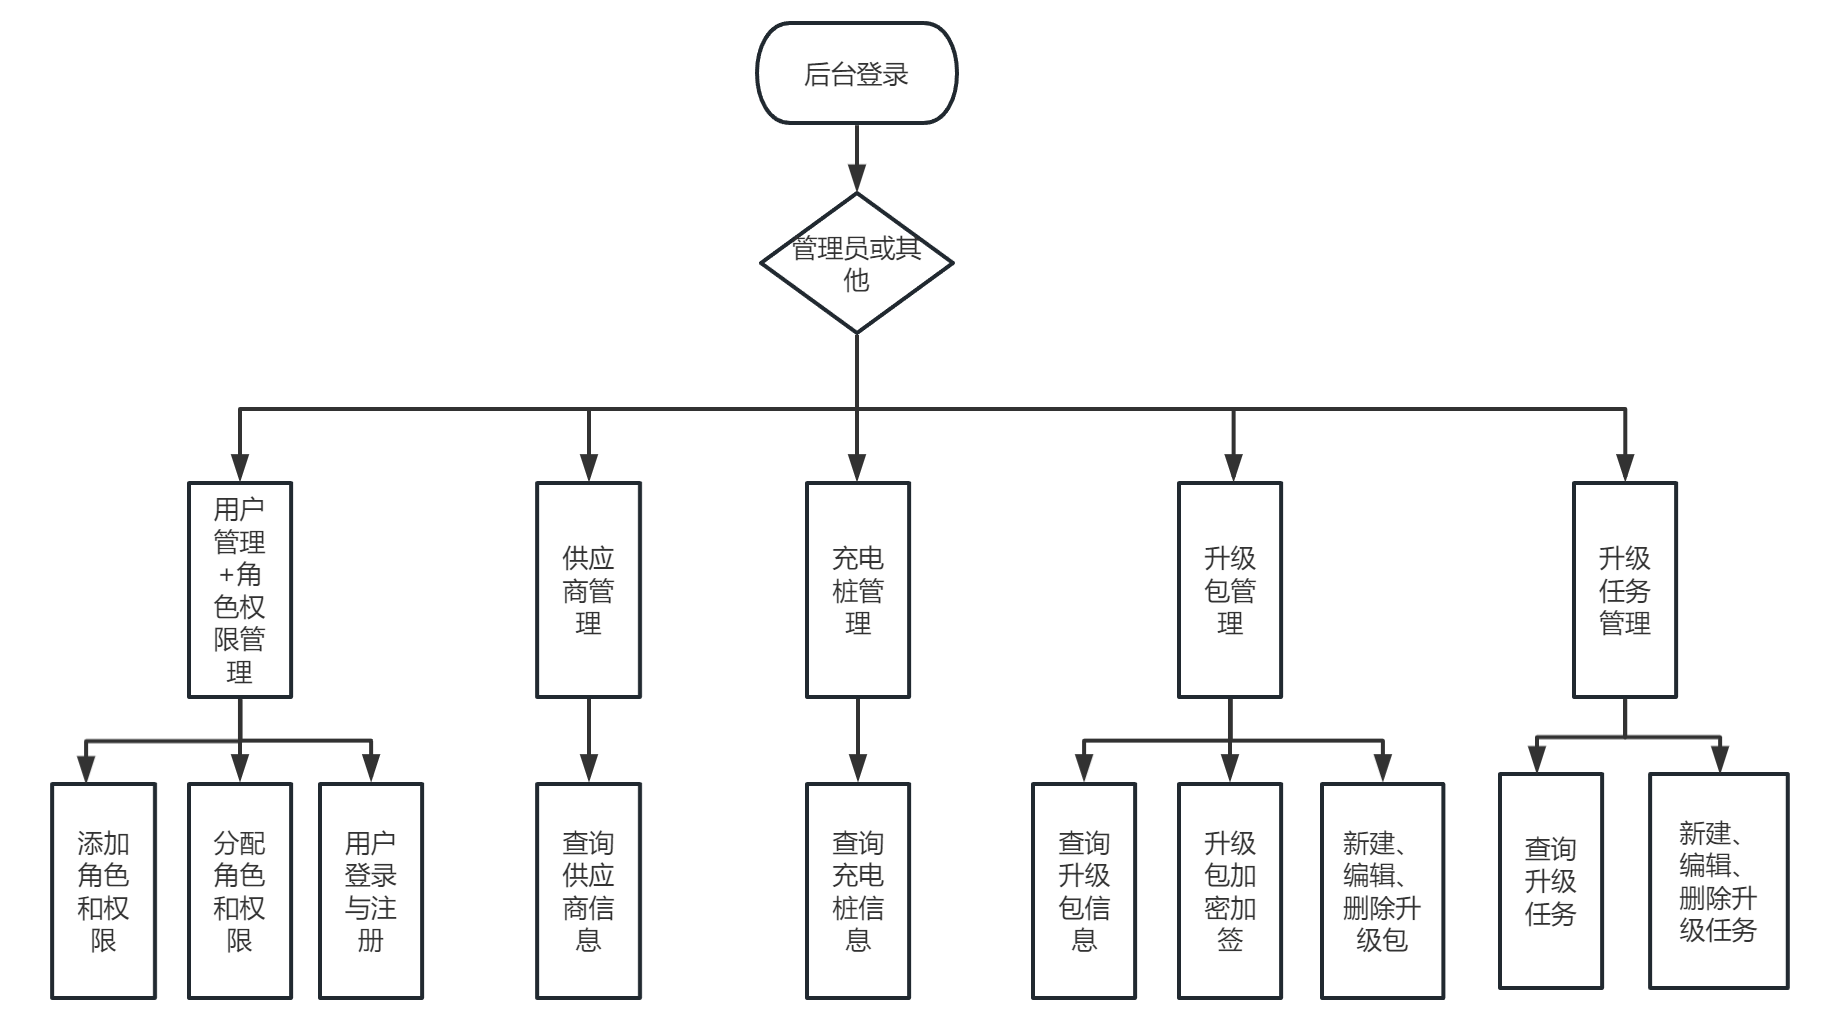 后台登录
管理员或其
他
用户
管理
+角
色权
限管
理
供应
商管
理
充电
桩管
理
升级
包管
理
升级
任务
管理
添加
角色
和权
限
分配
角色
和权
限
用户
登录
与注
册
查询
供应
商信
息
查询
充电
桩信
息
查询
升级
包信
息
升级
包加
密加
签
新建、
编辑、
删除升
级包
查询
升级
任务
新建、
编辑、
删除升
级任务